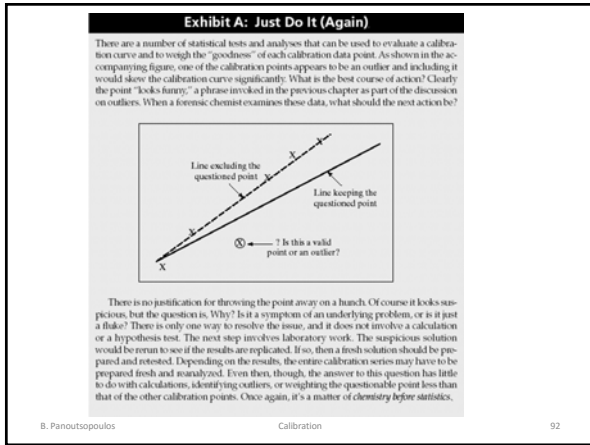 Exhibit A: Just Do It (Again)
There are a number of statistical tests and analyses that can be used to evaluate a calibra-
tion curve and to weigh the "goodness" of each calibration data point. As shown in the ac-
companying figure, one of the calibration points appears to be an outlier and including it
would skew the calibration curve significantly. What is the best course of action? Clearly
the point "looks funny," a phrase invoked in the previous chapter as part of the discussion
on outliers. When a forensic chemist examines these data, what should the next action be?
Line excluding the
questioned point
Line keeping the
questioned point
X
X
X
X
X
X
? Is this a valid
point or an outlier?
There is no justification for throwing the point away on a hunch. Of course it looks sus-
picious, but the question is, Why? Is it a symptom of an underlying problem, or is it just
a fluke? There is only one way to resolve the issue, and it does not involve a calculation
or a hypothesis test. The next step involves laboratory work. The suspicious solution
would be rerun to see if the results are replicated. If so, then a fresh solution should be pre-
pared and retested. Depending on the results, the entire calibration series may have to be
prepared fresh and reanalyzed. Even then, though, the answer to this question has little
to do with calculations, identifying outliers, or weighting the questionable point less than
that of the other calibration points. Once again, it's a matter of chemistry before statistics.
B. Panoutsopoulos
Calibration
92